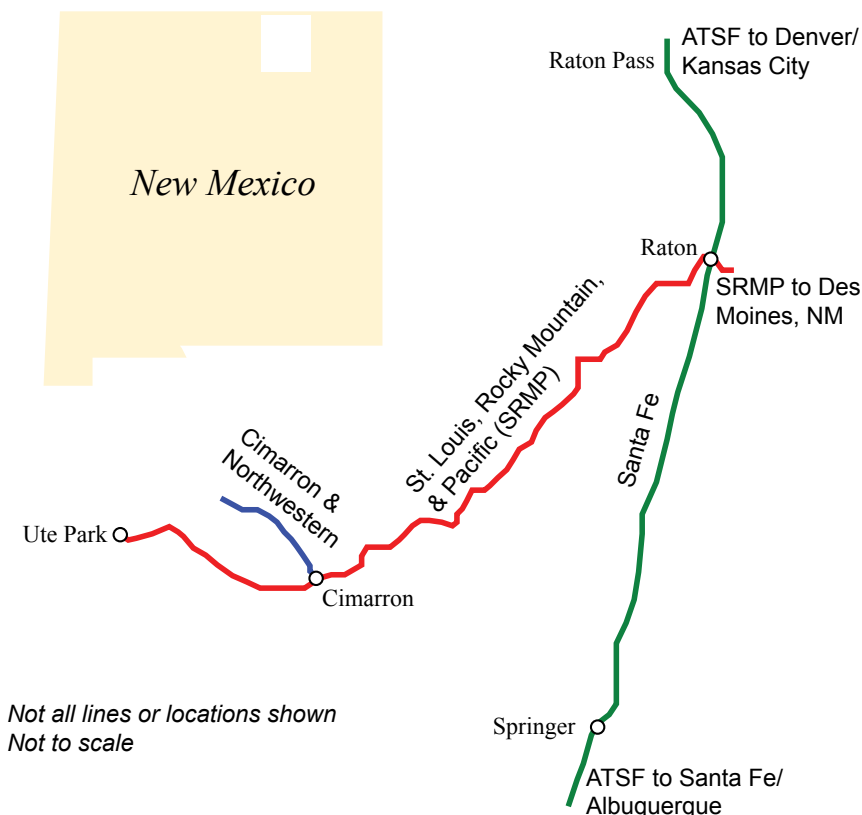 New Mexico
Raton Pass
ATSF to Denver/
Kansas City
Raton
SRMP to Des
Moines, NM
St. Louis, Rocky Mountain,
& Pacific (SRMP)
Santa Fe
Cimarron &
Northwestern
Ute Park
Cimarron
Not all lines or locations shown
Not to scale
Springer
ATSF to Santa Fe/
Albuquerque